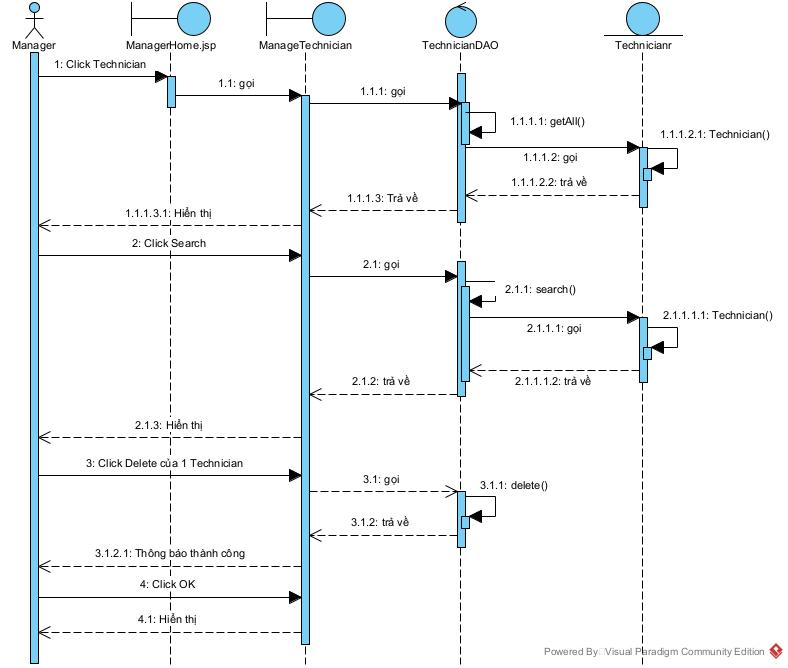 Manager
ManagerHome.jsp
ManageTechnician
TechnicianDAO
Technicianr
1: Click Technician
1.1: gọi
1.1.1: gọi
1.1.1.1: getAll()
1.1.1.2.1: Technician()
1.1.1.2: gọi
1.1.1.2.2: trả về
1.1.1.3: Trả về
1.1.1.3.1: Hiển thị
2: Click Search
2.1: gọi
2.1.1: search()
2.1.1.1.1: Technician()
2.1.1.1: gọi
2.1.1.1.2: trả về
2.1.2: trả về
2.1.3: Hiển thị
3: Click Delete của 1 Technician
3.1: gọi
3.1.1: delete()
3.1.2: trả về
3.1.2.1: Thông báo thành công
4: Click OK
4.1: Hiển thị
Powered By Visual Paradigm Community Edition